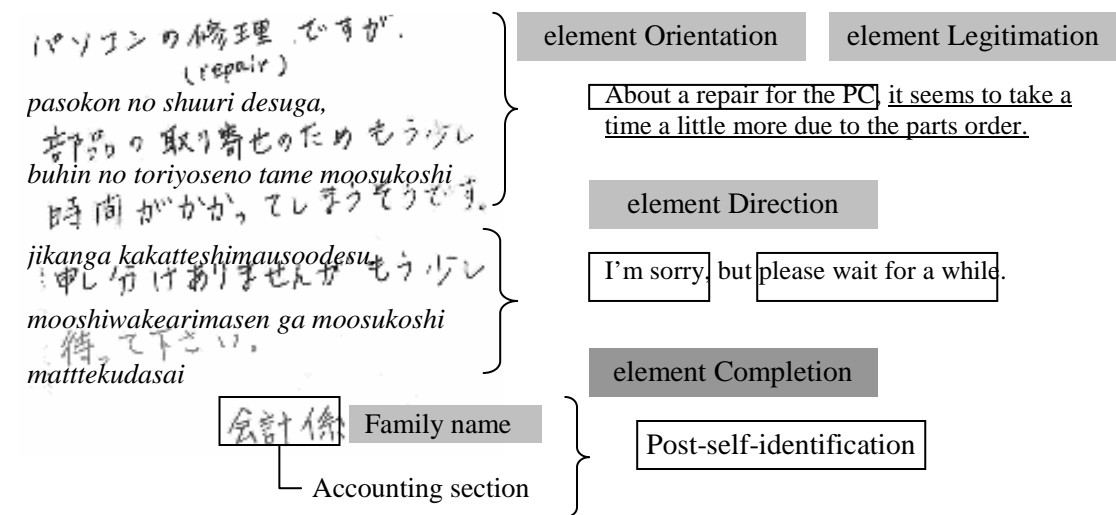 パソコンの修理ですが、
(repair)
pasokon no shuuri desuga,
部品の取り寄せのためもう少し
buhin no toriyoseno tame moosukoshi
時間がかかってしまうそうです。
jikanga kakatteshimausoodesu,
申し分けありませんが もう少し
mooshiwakearimasen ga moosukoshi
待って下さい。
matttekudasai
会計係 Family name
Accounting section
element Orientation element Legitimation
About a repair for the PC, it seems to take a
time a little more due to the parts order.
element Direction
I'm sorry, but please wait for a while.
element Completion
Post-self-identification